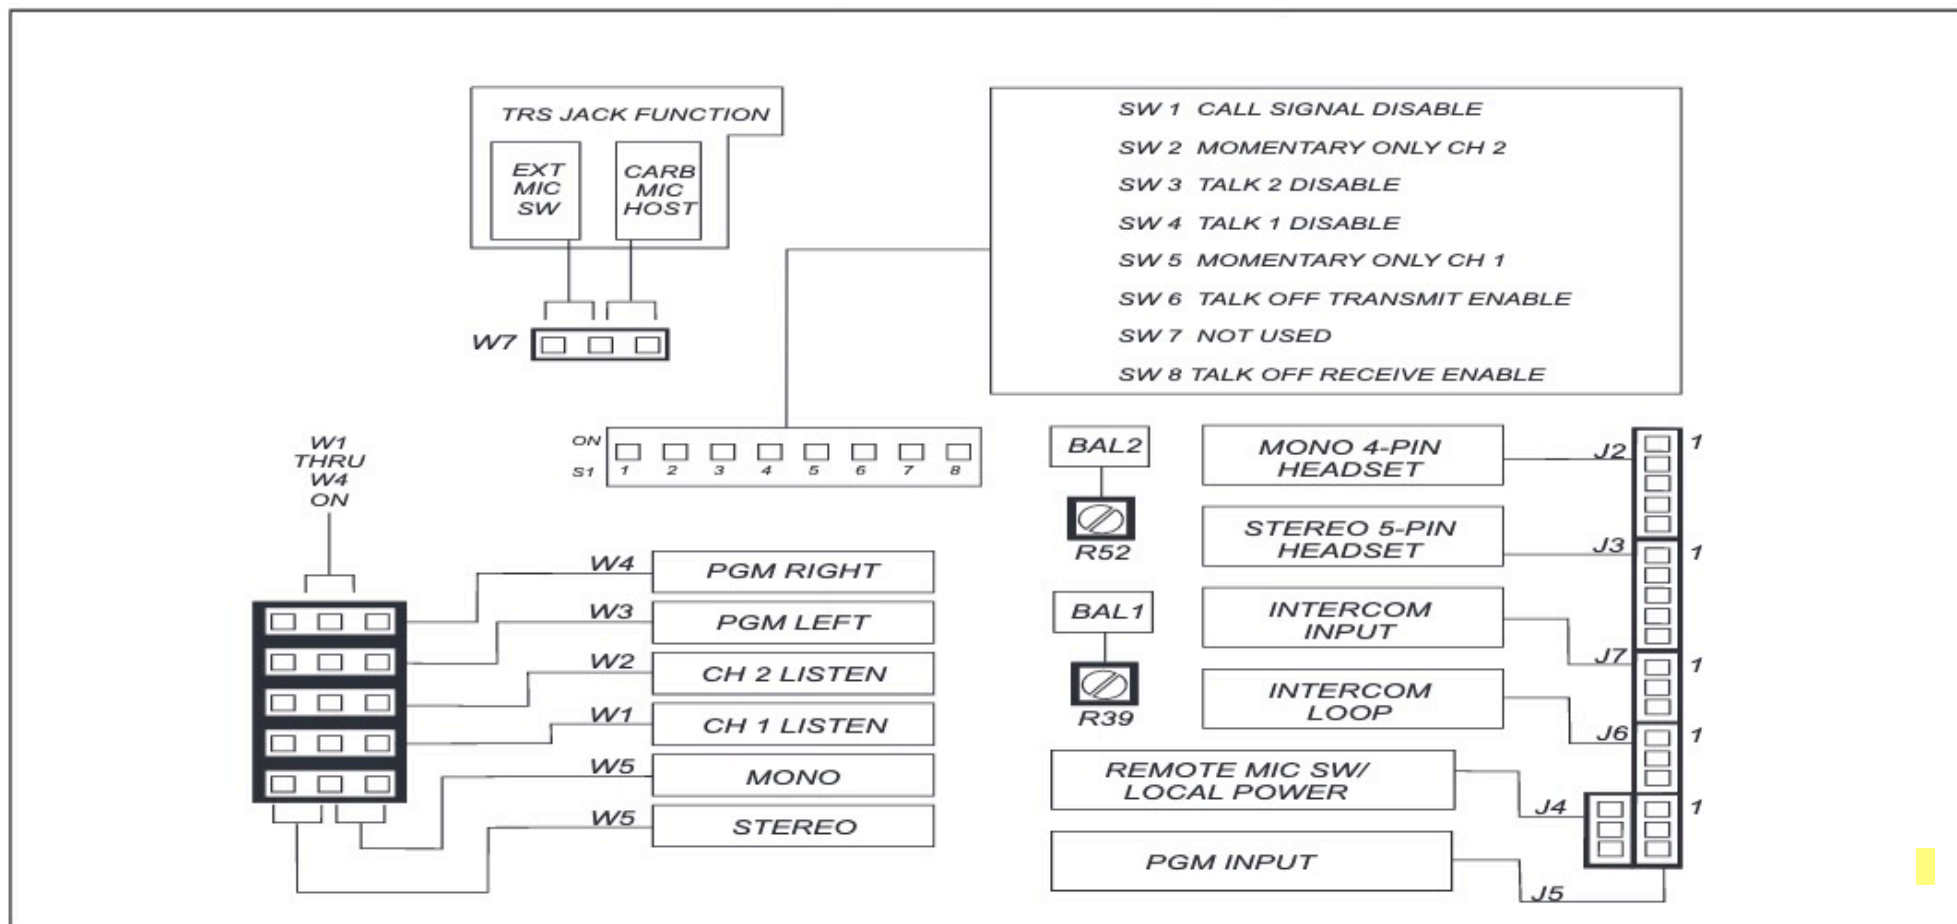 TRS JACK FUNCTION
EXT
MIC
SW
CARB
MIC
HOST
W7
SW 1 CALL SIGNAL DISABLE
SW 2 MOMENTARY ONLY CH 2
SW 3 TALK 2 DISABLE
SW 4 TALK 1 DISABLE
SW 5 MOMENTARY ONLY CH 1
SW 6 TALK OFF TRANSMIT ENABLE
SW 7 NOT USED
SW 8 TALK OFF RECEIVE ENABLE
ON
S1 1 2 3 4 5 6 7 8
W1
THRU
W4
ON
W4 PGM RIGHT
W3 PGM LEFT
W2 CH 2 LISTEN
W1 CH 1 LISTEN
W5 MONO
W5 STEREO
BAL2
R52
BAL1
R39
MONO 4-PIN
HEADSET
J2 1
STEREO 5-PIN
HEADSET
J3 1
INTERCOM
INPUT
J7 1
INTERCOM
LOOP
J6 1
REMOTE MIC SW/
LOCAL POWER
J4 1
PGM INPUT
J5